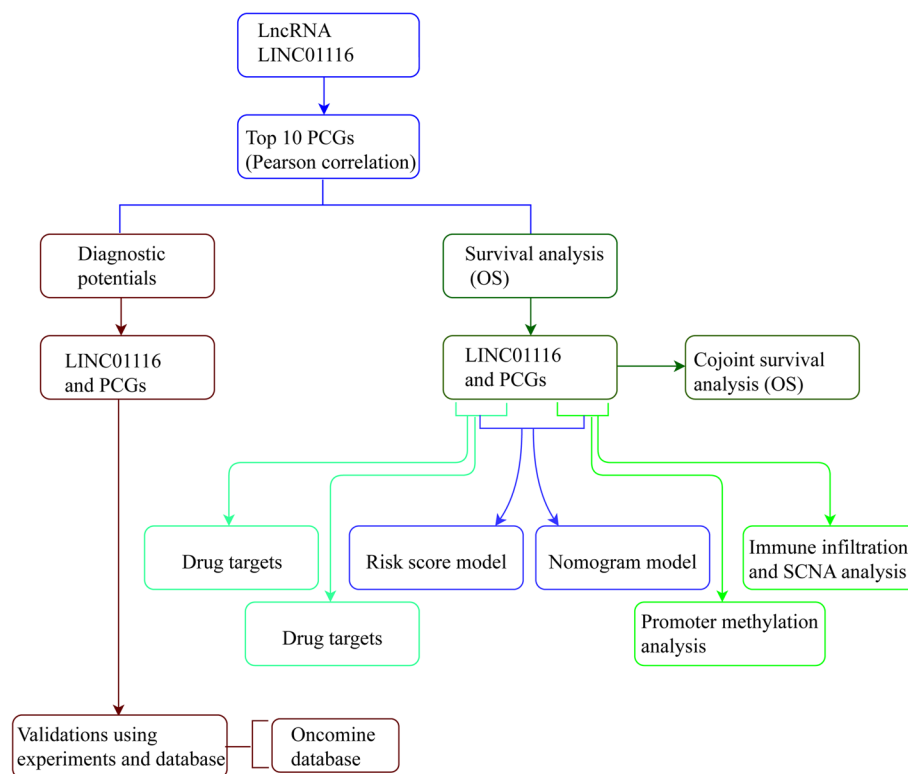 LncRNA
LINC01116
Top 10 PCGs
(Pearson correlation)
Diagnostic
potentials
Survival analysis
(OS)
LINC01116
and PCGs
LINC01116
and PCGs
Cojoint survival
analysis (OS)
Drug targets
Risk score model
Nomogram model
Immune infiltration
and SCNA analysis
Drug targets
Promoter methylation
analysis
Validations using
experiments and database
Oncomine
database